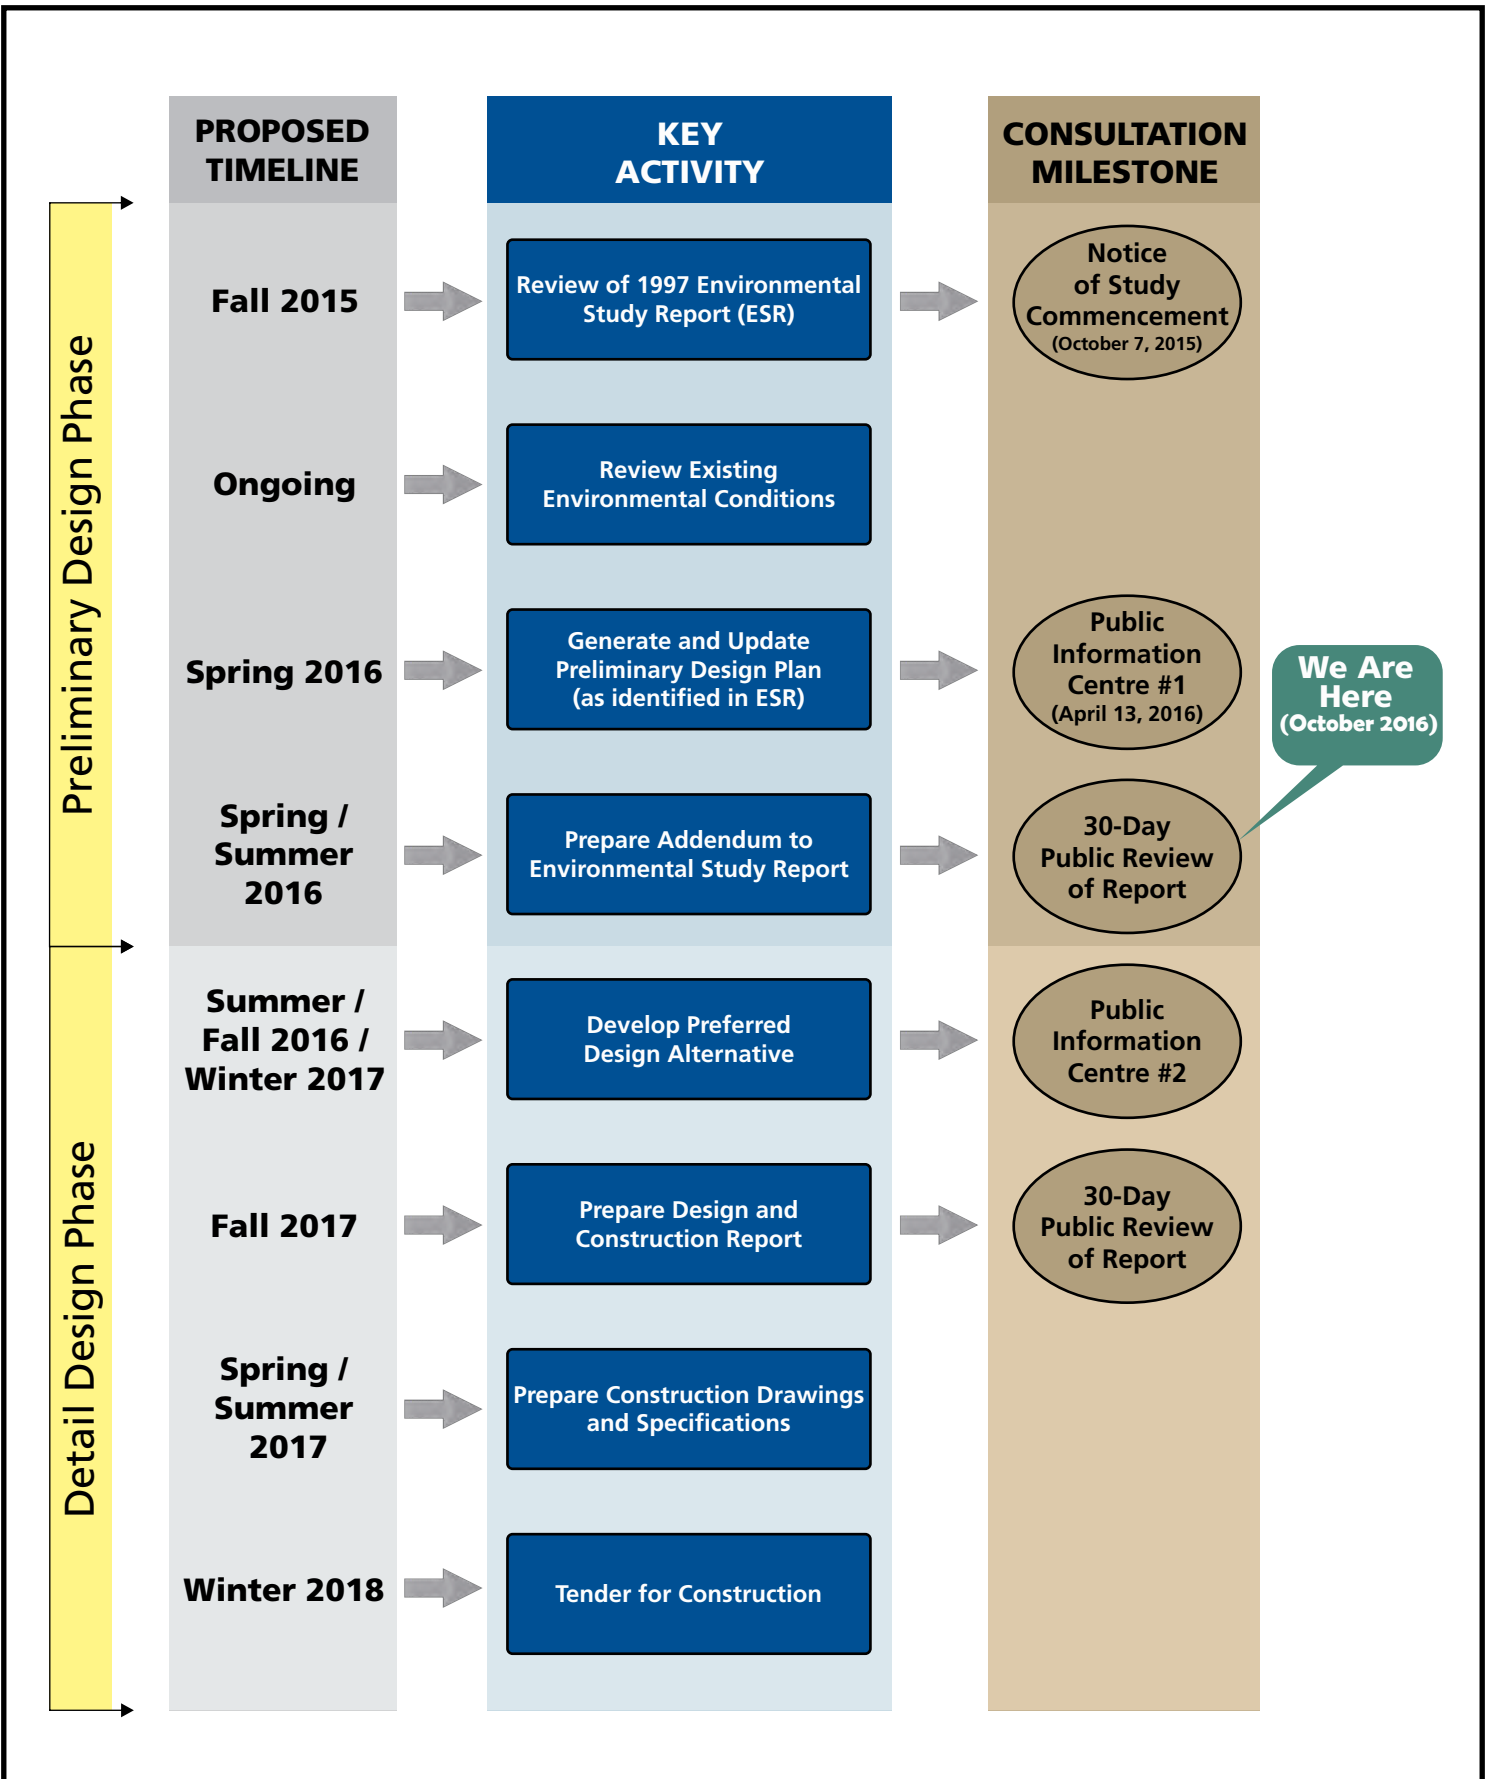 PROPOSED
TIMELINE
KEY
ACTIVITY
CONSULTATION
MILESTONE
Preliminary Design Phase
Fall 2015
Review of 1997 Environmental
Study Report (ESR)
Notice
of Study
Commencement
(October 7, 2015)
Ongoing
Review Existing
Environmental Conditions
Spring 2016
Generate and Update
Preliminary Design Plan
(as identified in ESR)
Public
Information
Centre #1
(April 13, 2016)
We Are
Here
(October 2016)
Spring /
Summer
2016
Prepare Addendum to
Environmental Study Report
30-Day
Public Review
of Report
Detail Design Phase
Summer /
Fall 2016 /
Winter 2017
Develop Preferred
Design Alternative
Public
Information
Centre #2
Fall 2017
Prepare Design and
Construction Report
30-Day
Public Review
of Report
Spring /
Summer
2017
Prepare Construction Drawings
and Specifications
Winter 2018
Tender for Construction